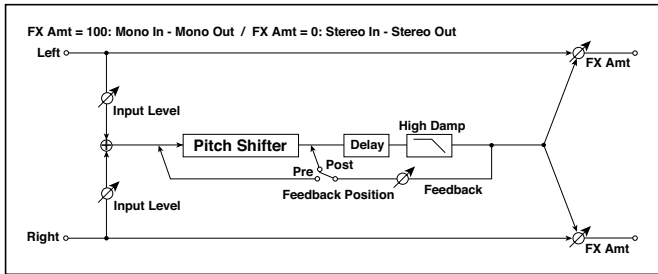 FX Amt = 100: Mono In - Mono Out / FX Amt = 0: Stereo In - Stereo Out
Left
FX Amt
Input Level
High Damp
Pitch Shifter
Delay
Post
Pre
Feedback Position
Feedback
Input Level
Right
FX Amt